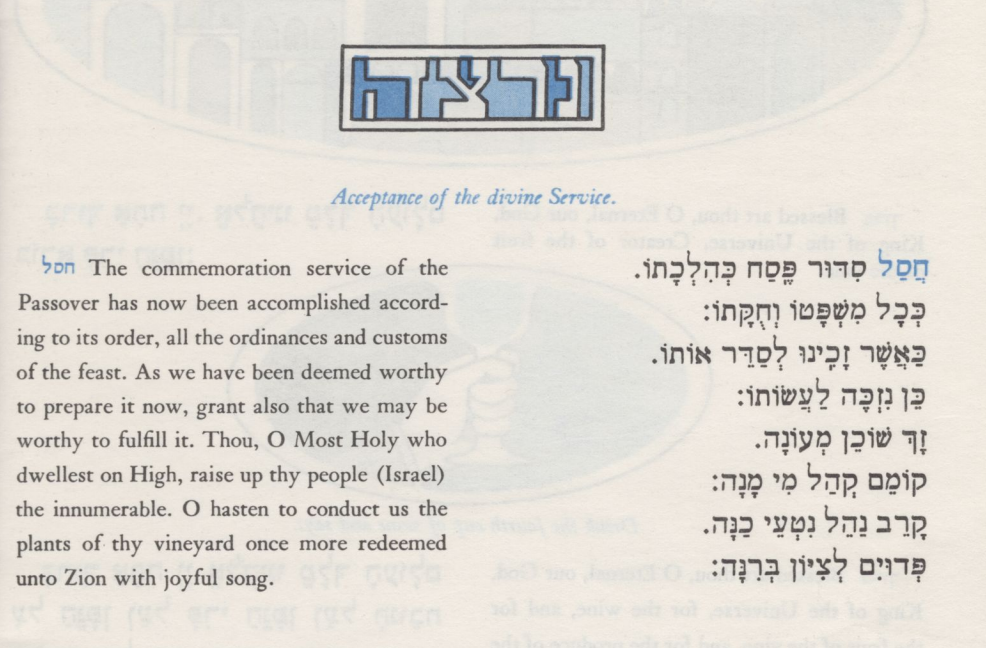 נרצה
Acceptance of the divine Service.
חסל The commemoration service of the
Passover has now been accomplished accord-
ing to its order, all the ordinances and customs
of the feast. As we have been deemed worthy
to prepare it now, grant also that we may be
worthy to fulfill it. Thou, O Most Holy who
dwellest on High, raise up thy people (Israel)
the innumerable. O hasten to conduct us the
plants of thy vineyard once more redeemed
unto Zion with joyful song.
חֲסַל סִדּוּר פֶּסַח כְּהִלְכָתוֹ.
כְּכָל מִשְׁפָּטוֹ וְחֻקָּתוֹ:
כַּאֲשֶׁר זָכִינוּ לְסַדֵּר אוֹתוֹ.
כֵּן נִזְכֶּה לַעֲשׂוֹתוֹ:
זָךְ שׁוֹכֵן מְעוֹנָה.
קוֹמֵם קְהַל מִי מָנָה:
קָרֵב נַהֵל נִטְעֵי כַנָּה.
פְּדוּיִם לְצִיּוֹן בְּרִנָּה: